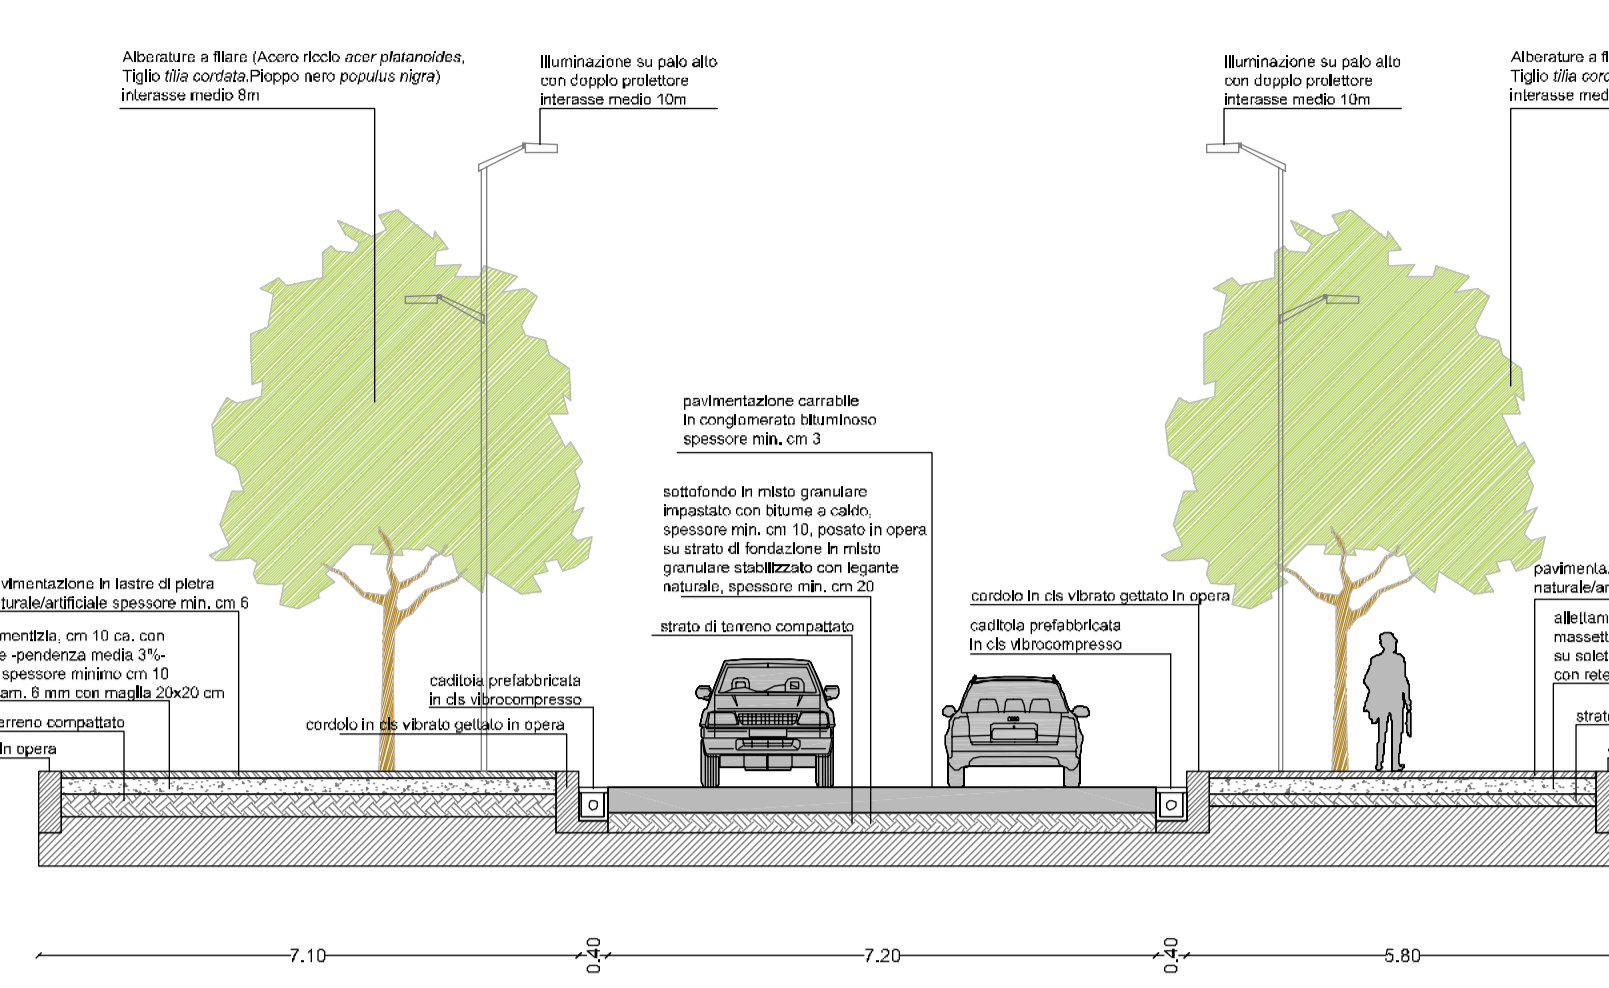 Alberature a filare (Acero riccio acer platanoides,
Tiglio tilia cordata,Pioppo nero populus nigra)
interasse medio 8m
Illuminazione su palo alto
con doppio proiettore
interasse medio 10m
Illuminazione su palo alto
con doppio proiettore
interasse medio 10m
Alberature a fi
Tiglio tilia cord
interasse med
pavimentazione carrabile
in conglomerato bituminoso
spessore min. cm 3
sottofondo in misto granulare
impastato con bitume a caldo,
spessore min. cm 10, posato in opera
su strato di fondazione in misto
granulare stabilizzato con legante
naturale, spessore min. cm 20
strato di terreno compattato
vimentazione in lastre di pietra
turale/artificiale spessore min. cm 6
mentizia, cm 10 ca. con
e -pendenza media 3%-
spessore minimo cm 10
am. 6 mm con maglia 20x20 cm
erreno compattato
in opera
caditoia prefabbricata
in cls vibrocompresso
cordolo in cls vibrato gettato in opera
cordolo in cls vibrato gettato in opera
caditoia prefabbricata
in cls vibrocompresso
pavimenta
naturale/ar
allettam
massett
su solet
con rete
strato
7.10
0.40
7.20
0.40
5.80